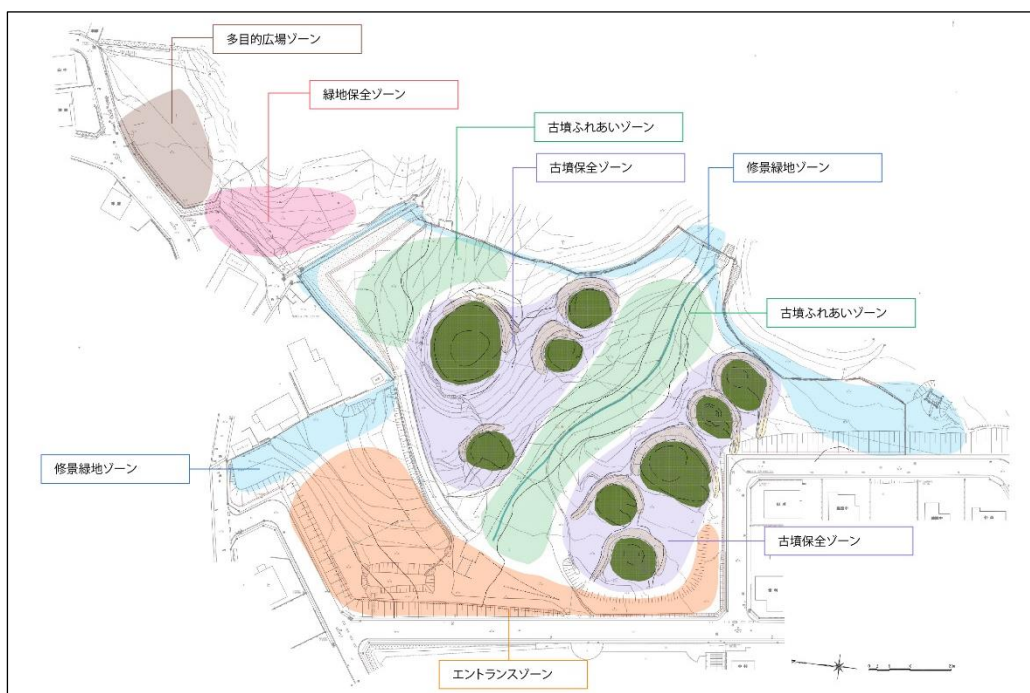 多目的広場ゾーン
緑地保全ゾーン
古墳ふれあいゾーン
古墳保全ゾーン
修景緑地ゾーン
古墳ふれあいゾーン
修景緑地ゾーン
古墳保全ゾーン
エントランスゾーン